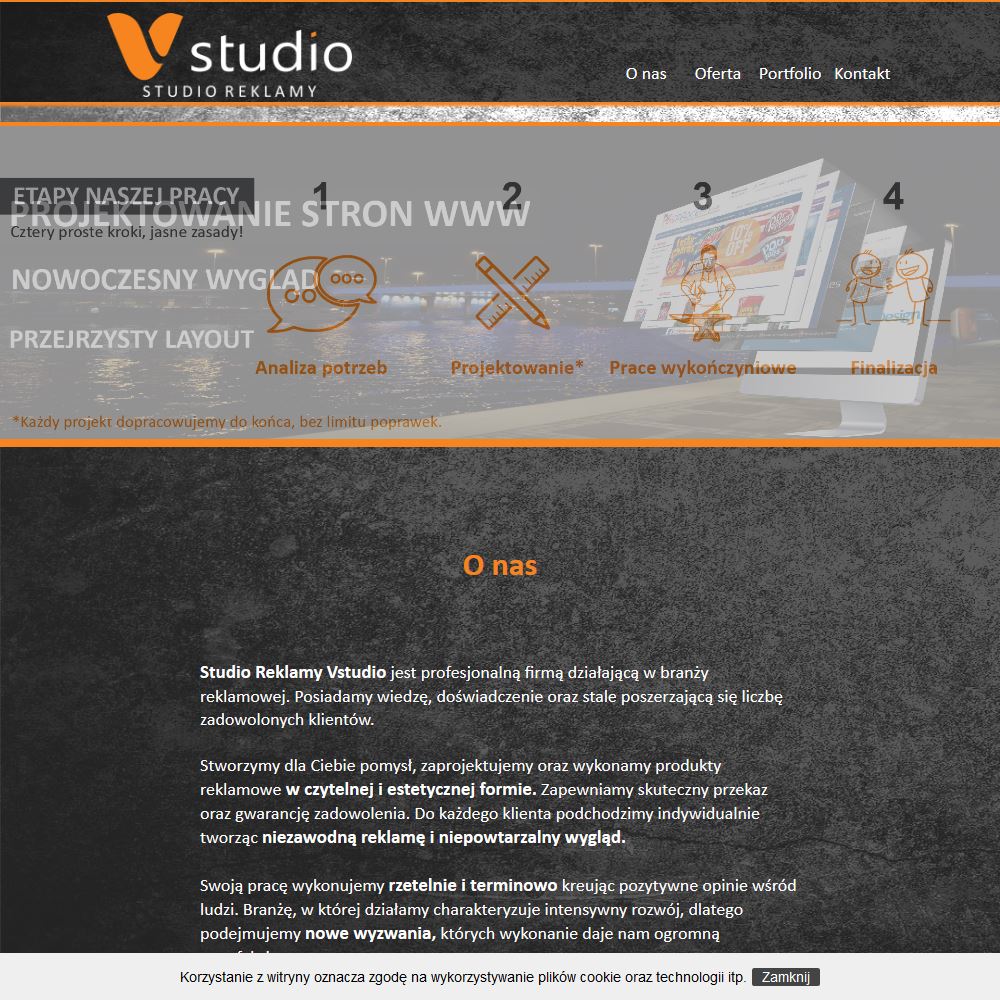 studio
STUDIO REKLAMY
O nas Oferta Portfolio Kontakt
ETAPY NASZEJ PRACY
1 2 3 4
PROJEKTOWANIE STRON WWW
Cztery proste kroki, jasne zasady!
NOWOCZESNY WYGLĄD
PRZEJRZYSTY LAYOUT
10% OFF
Design
Analiza potrzeb Projektowanie* Prace wykończyniowe Finalizacja
*Każdy projekt dopracowujemy do końca, bez limitu poprawek.
O nas
Studio Reklamy Vstudio jest profesjonalną firmą działającą w branży
reklamowej. Posiadamy wiedzę, doświadczenie oraz stale poszerzającą się liczbę
zadowolonych klientów.
Stworzymy dla Ciebie pomysł, zaprojektujemy oraz wykonamy produkty
reklamowe w czytelnej i estetycznej formie. Zapewniamy skuteczny przekaz
oraz gwarancję zadowolenia. Do każdego klienta podchodzimy indywidualnie
tworząc niezawodną reklamę i niepowtarzalny wygląd.
Swoją pracę wykonujemy rzetelnie i terminowo kreując pozytywne opinie wśród
ludzi. Branżę, w której działamy charakteryzuje intensywny rozwój, dlatego
podejmujemy nowe wyzwania, których wykonanie daje nam ogromną
Korzystanie z witryny oznacza zgodę na wykorzystywanie plików cookie oraz technologii itp. Zamknij